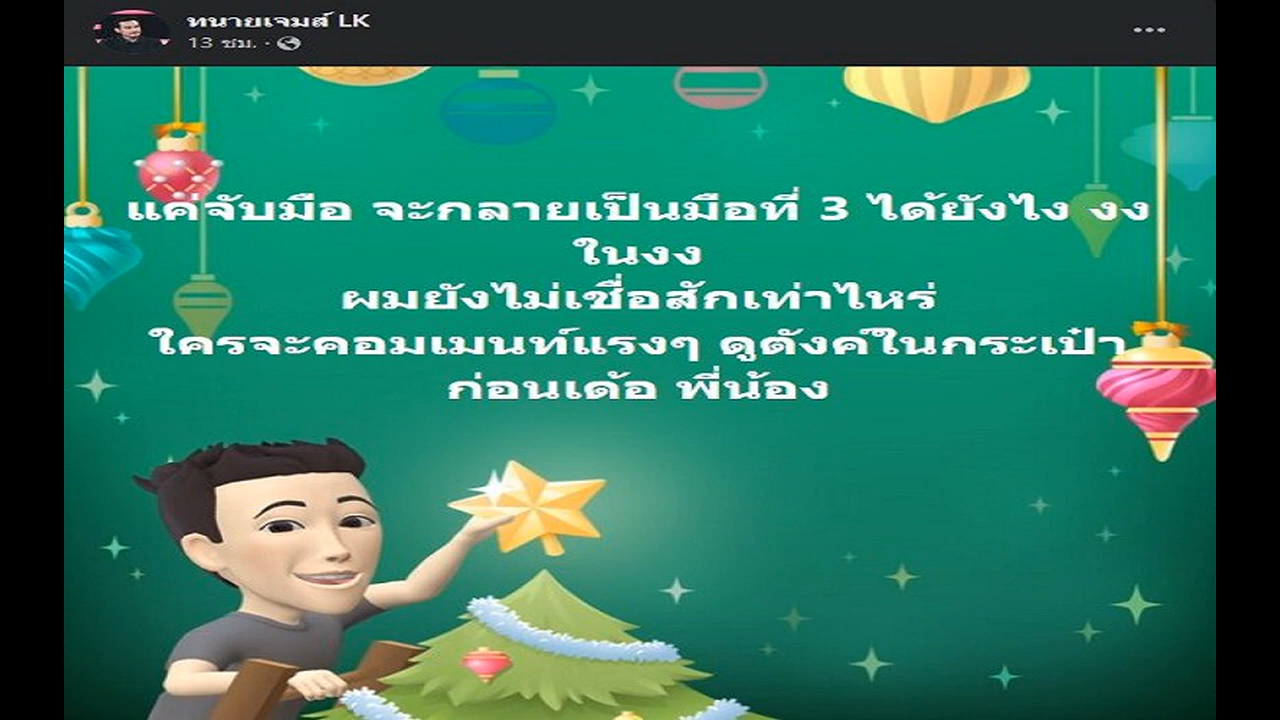 ทนายเจมส์ LK
13 ชม. ·
แค่จับมือ จะกลายเป็นมือที่ 3 ได้ยังไง งง
ในงง
ผมยังไม่เชื่อสักเท่าไหร่
ใครจะคอมเมนท์แรงๆ ดูตังค์ในกระเป๋า
ก่อนเด้อ พี่น้อง